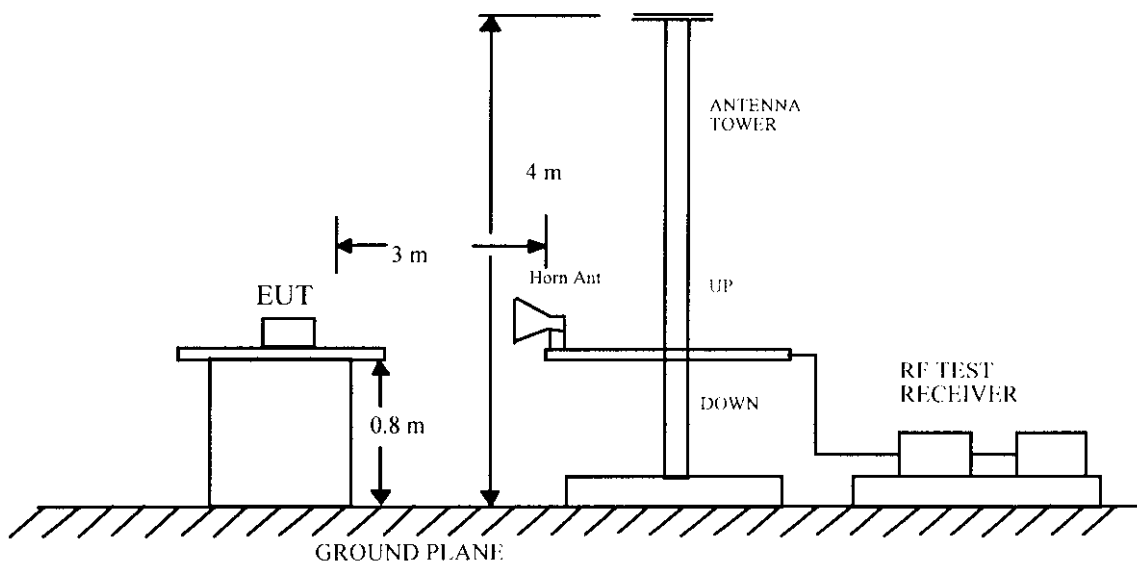 ANTENNA
TOWER
4 m
3 m
Horn Ant
UP
EUT
RF TEST
RECEIVER
DOWN
0.8 m
GROUND PLANE